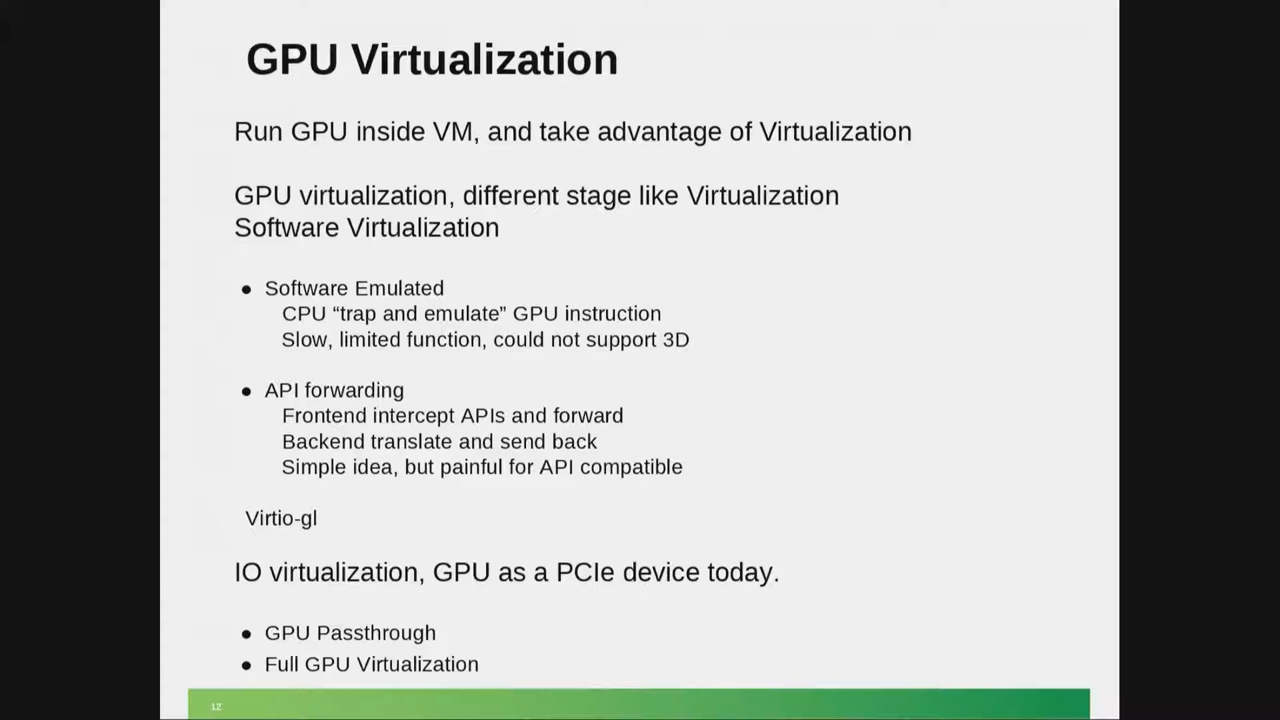 GPU Virtualization
Run GPU inside VM, and take advantage of Virtualization
GPU virtualization, different stage like Virtualization
Software Virtualization
● Software Emulated
CPU “trap and emulate” GPU instruction
Slow, limited function, could not support 3D
● API forwarding
Frontend intercept APIs and forward
Backend translate and send back
Simple idea, but painful for API compatible
Virtio-gl
IO virtualization, GPU as a PCIe device today.
● GPU Passthrough
● Full GPU Virtualization
12